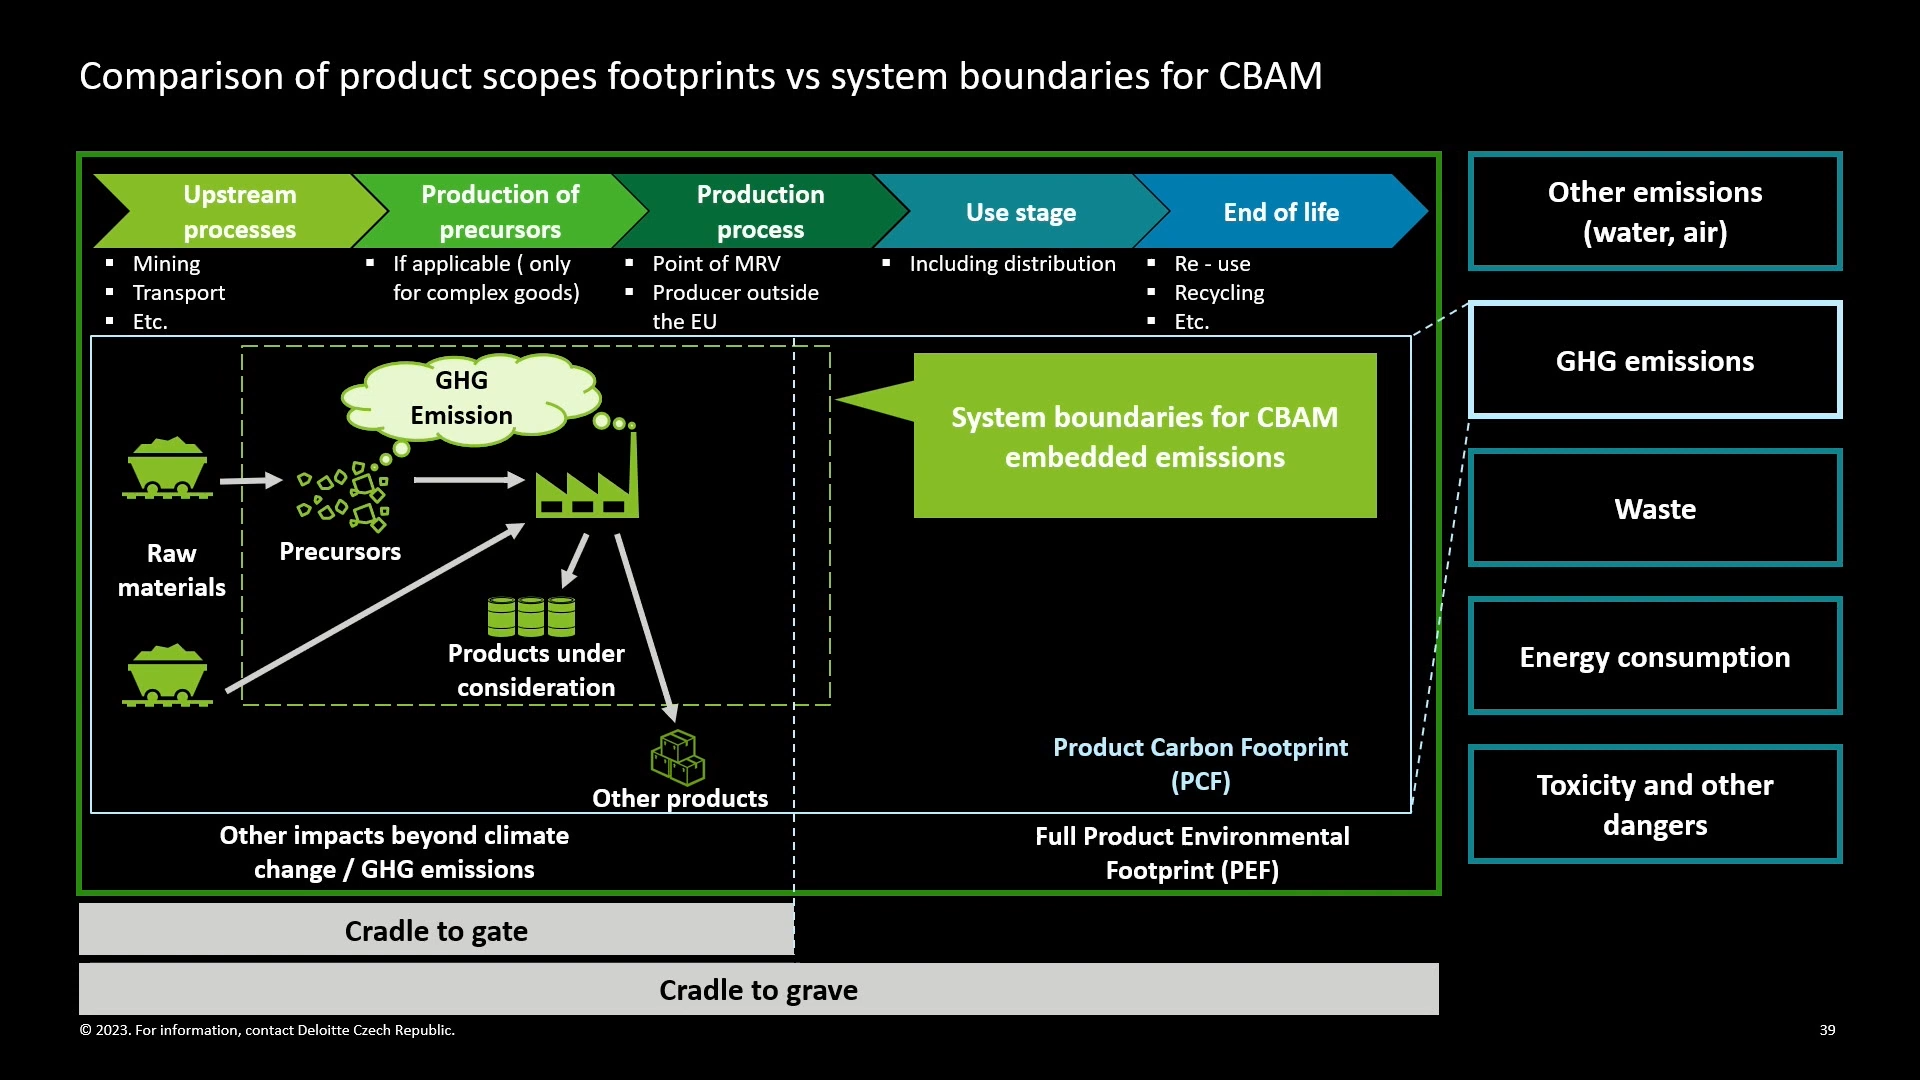 Comparison of product scopes footprints vs system boundaries for CBAM
Upstream
processes
Production of
precursors
Production
process
Use stage
End of life
▪ Mining
▪ Transport
▪ Etc.
▪ If applicable ( only
for complex goods)
▪ Point of MRV
▪ Producer outside
the EU
▪ Including distribution
▪ Re - use
▪ Recycling
▪ Etc.
GHG
Emission
System boundaries for CBAM
embedded emissions
Raw
materials
Precursors
Products under
consideration
Other products
Product Carbon Footprint
(PCF)
Other impacts beyond climate
change / GHG emissions
Full Product Environmental
Footprint (PEF)
Cradle to gate
Cradle to grave
Other emissions
(water, air)
GHG emissions
Waste
Energy consumption
Toxicity and other
dangers
© 2023. For information, contact Deloitte Czech Republic.
39